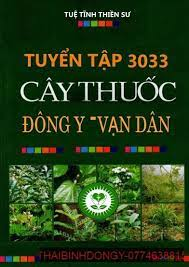 TUỆ TĨNH THIỀN SƯ
TUYỂN TẬP 3033
CÂY THUỐC
ĐÔNG Y - VẠN DÂN
THAIBINHDONGY-0774638814